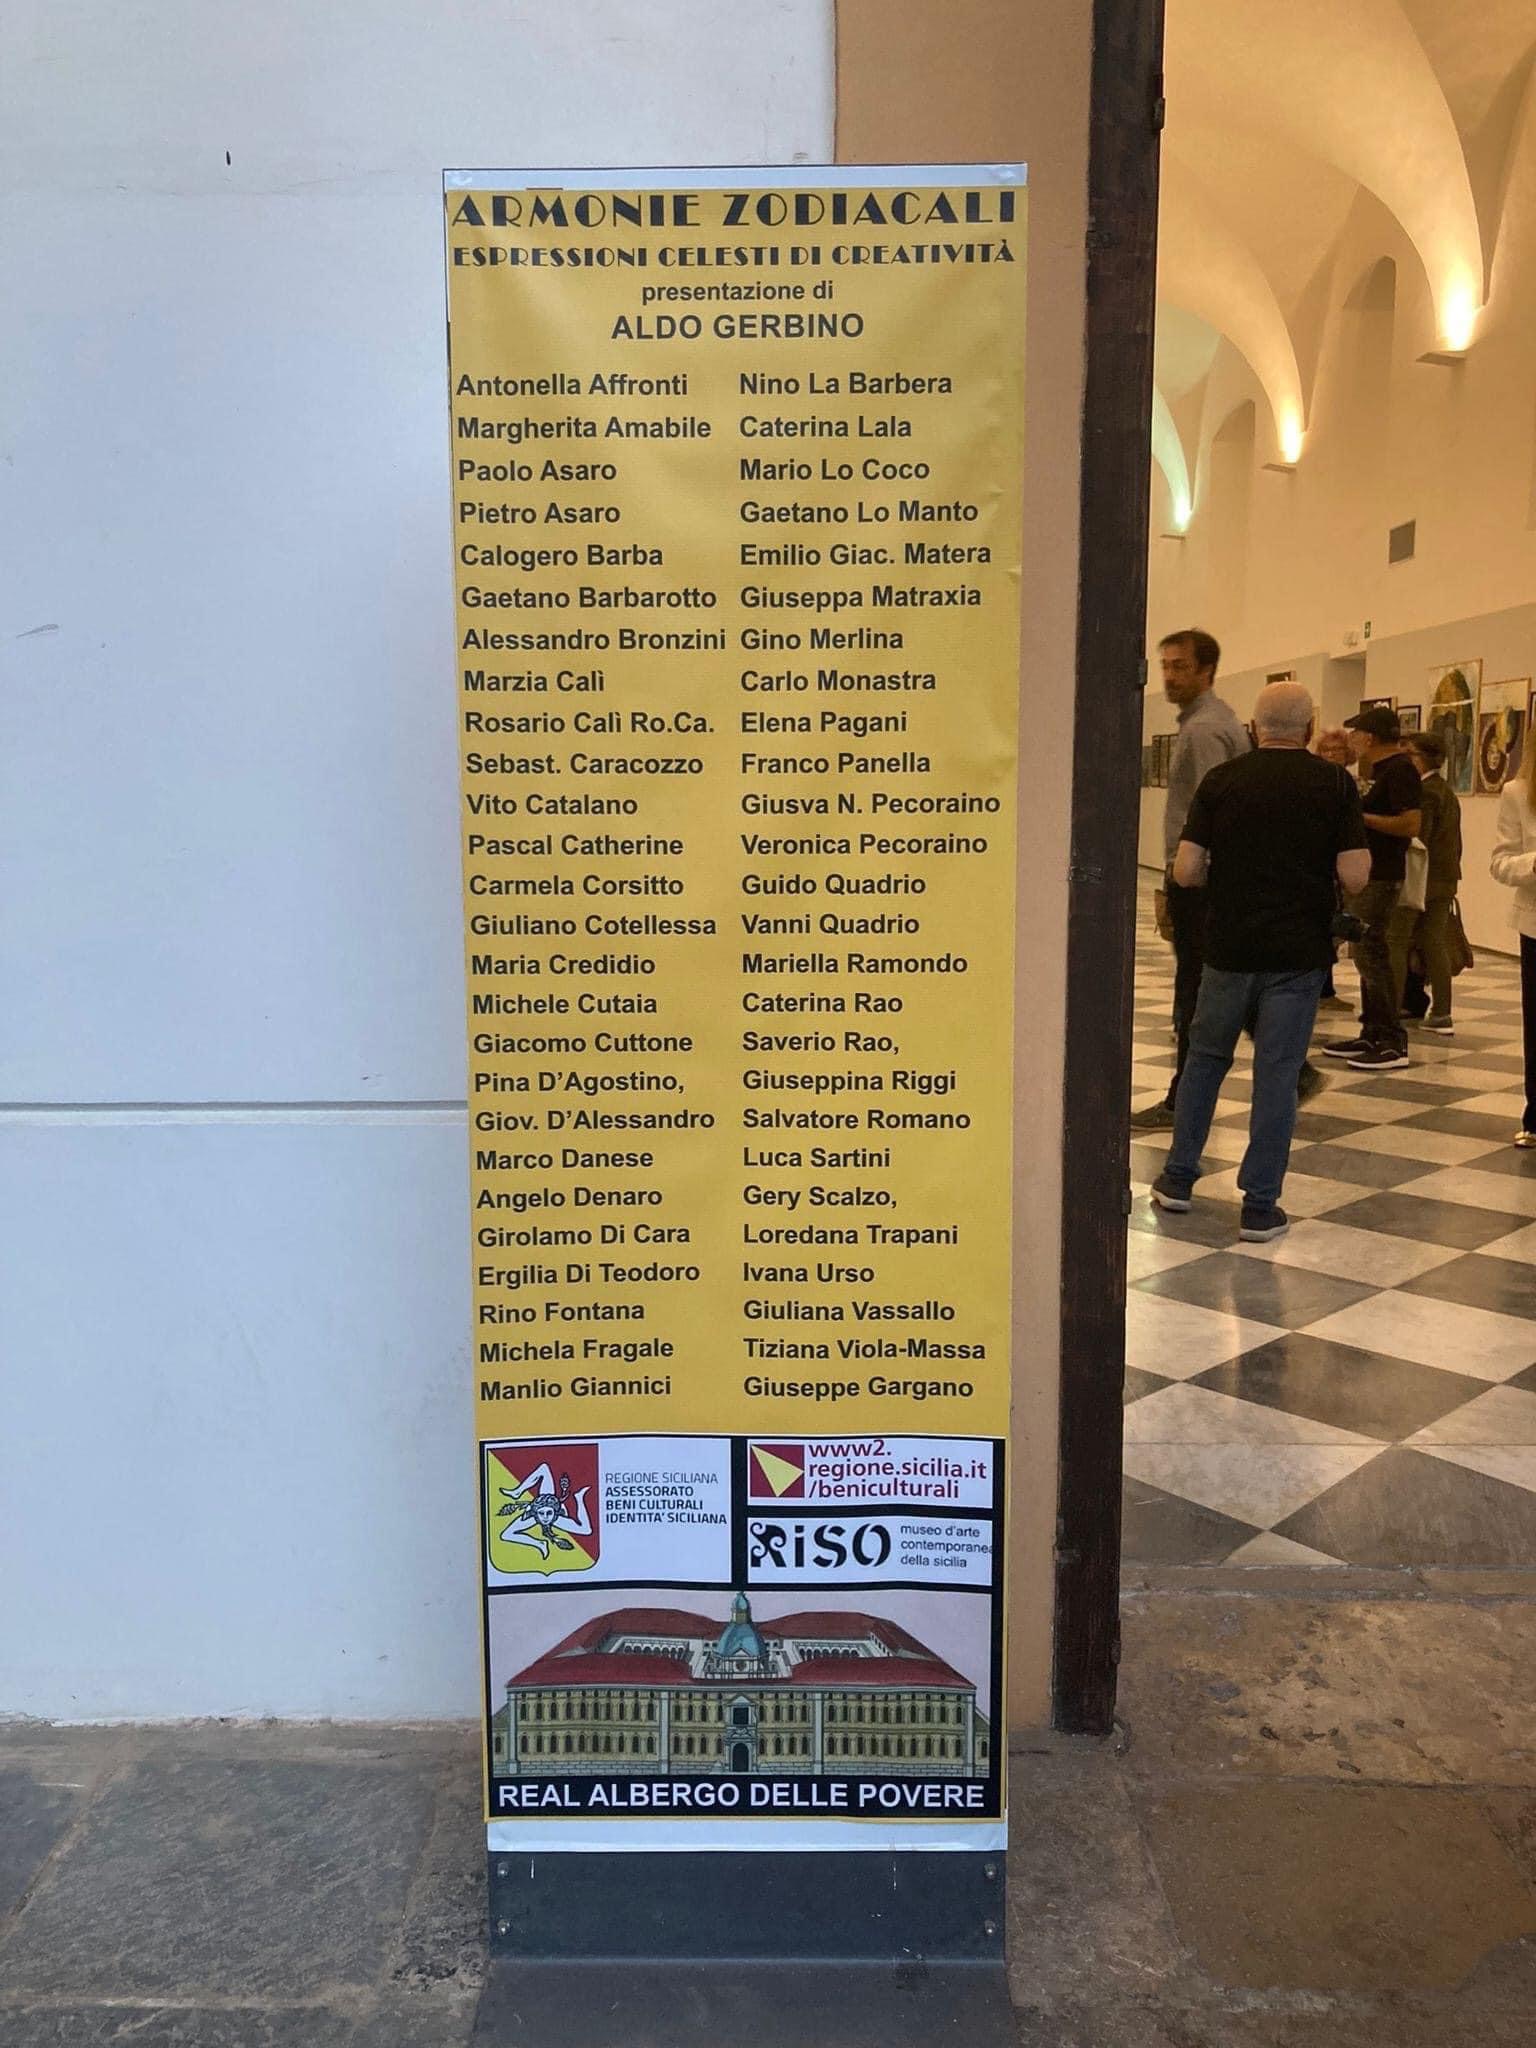 ARMONIE ZODIACALI
ESPRESSIONI CELESTI DI CREATIVITÀ
presentazione di
ALDO GERBINO
Antonella Affronti
Margherita Amabile
Paolo Asaro
Pietro Asaro
Calogero Barba
Gaetano Barbarotto
Alessandro Bronzini
Marzia Calì
Rosario Calì Ro.Ca.
Sebast. Caracozzo
Vito Catalano
Pascal Catherine
Carmela Corsitto
Giuliano Cotellessa
Maria Credidio
Michele Cutaia
Giacomo Cuttone
Pina D’Agostino,
Giov. D’Alessandro
Marco Danese
Angelo Denaro
Girolamo Di Cara
Ergilia Di Teodoro
Rino Fontana
Michela Fragale
Manlio Giannici
Nino La Barbera
Caterina Lala
Mario Lo Coco
Gaetano Lo Manto
Emilio Giac. Matera
Giuseppa Matraxia
Gino Merlina
Carlo Monastra
Elena Pagani
Franco Panella
Giusva N. Pecoraino
Veronica Pecoraino
Guido Quadrio
Vanni Quadrio
Mariella Ramondo
Caterina Rao
Saverio Rao,
Giuseppina Riggi
Salvatore Romano
Luca Sartini
Gery Scalzo,
Loredana Trapani
Ivana Urso
Giuliana Vassallo
Tiziana Viola-Massa
Giuseppe Gargano
REGIONE SICILIANA
ASSESSORATO
BENI CULTURALI
IDENTITA’ SICILIANA
www2.
regione.sicilia.it
/beniculturali
RiSO
museo d’arte
contemporanea
della sicilia
REAL ALBERGO DELLE POVERE